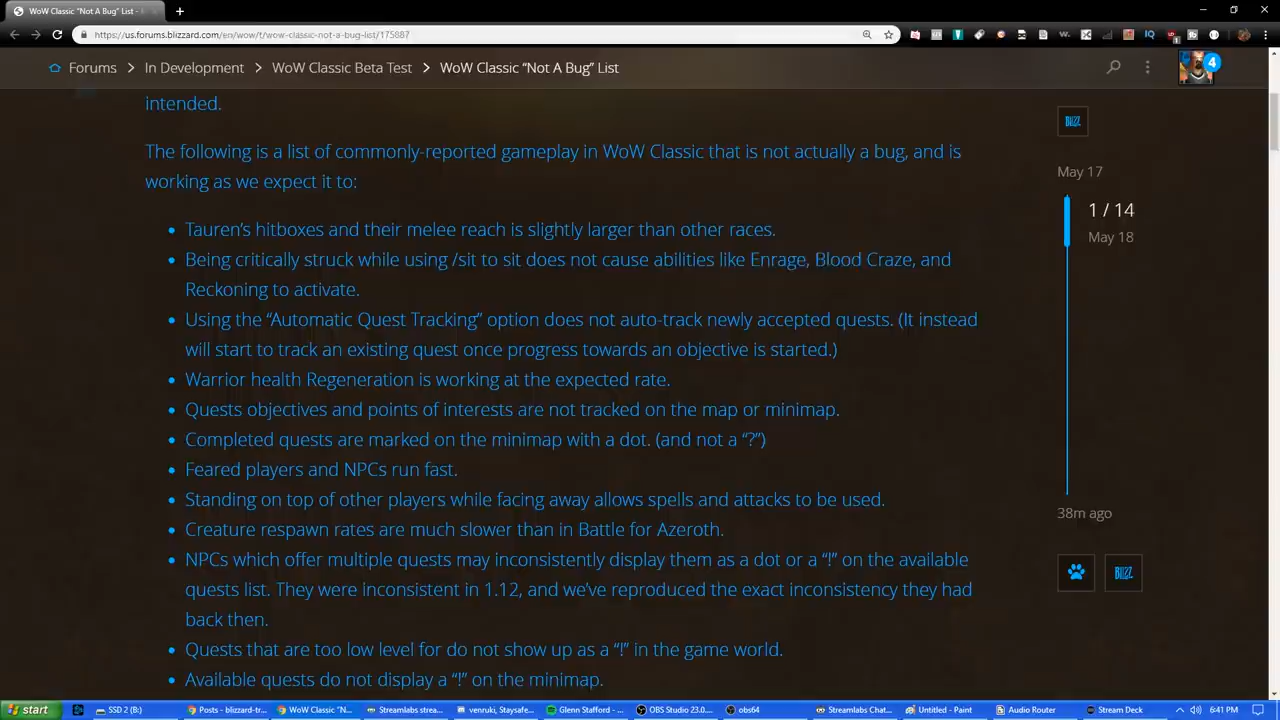 WoW Classic "Not A Bug" List -
https://us.forums.blizzard.com/en/wow/t/wow-classic-not-a-bug-list/175887
Forums > In Development > WoW Classic Beta Test > WoW Classic “Not A Bug” List
4
intended.
BLIZZ
The following is a list of commonly-reported gameplay in WoW Classic that is not actually a bug, and is
working as we expect it to:
May 17
1 / 14
May 18
• Tauren’s hitboxes and their melee reach is slightly larger than other races.
• Being critically struck while using /sit to sit does not cause abilities like Enrage, Blood Craze, and
Reckoning to activate.
• Using the “Automatic Quest Tracking” option does not auto-track newly accepted quests. (It instead
will start to track an existing quest once progress towards an objective is started.)
• Warrior health Regeneration is working at the expected rate.
• Quests objectives and points of interests are not tracked on the map or minimap.
• Completed quests are marked on the minimap with a dot. (and not a “?”)
• Feared players and NPCs run fast.
• Standing on top of other players while facing away allows spells and attacks to be used.
38m ago
• Creature respawn rates are much slower than in Battle for Azeroth.
• NPCs which offer multiple quests may inconsistently display them as a dot or a “!” on the available
quests list. They were inconsistent in 1.12, and we’ve reproduced the exact inconsistency they had
back then.
BLIZZ
• Quests that are too low level for do not show up as a “!” in the game world.
• Available quests do not display a “!” on the minimap.
start
SSD 2 (B:)
Posts - blizzard-tr...
WoW Classic "N...
Streamlabs strea...
venruki, Staysafe...
Glenn Stafford - ...
OBS Studio 23.0....
obs64
Streamlabs Chat...
Untitled - Paint
Audio Router
Stream Deck
6:41 PM